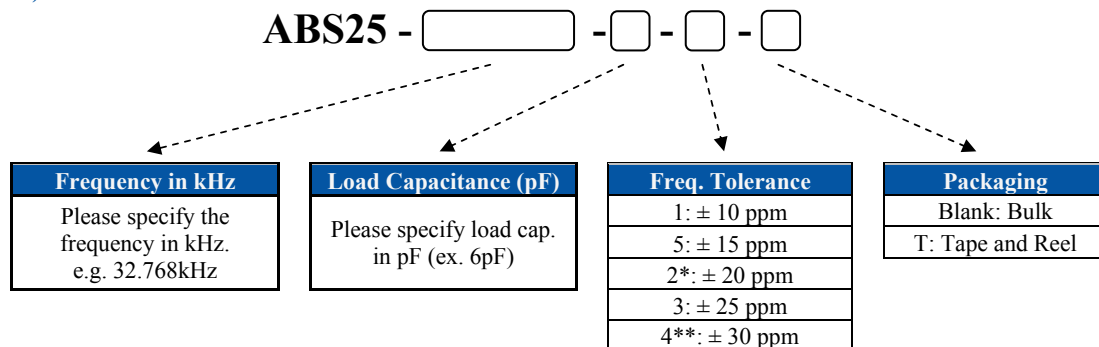 ABS25 - - - -
Frequency in kHz
Please specify the
frequency in kHz.
e.g. 32.768kHz
Load Capacitance (pF)
Please specify load cap.
in pF (ex. 6pF)
Freq. Tolerance
1: ± 10 ppm
5: ± 15 ppm
2*: ± 20 ppm
3: ± 25 ppm
4**: ± 30 ppm
Packaging
Blank: Bulk
T: Tape and Reel